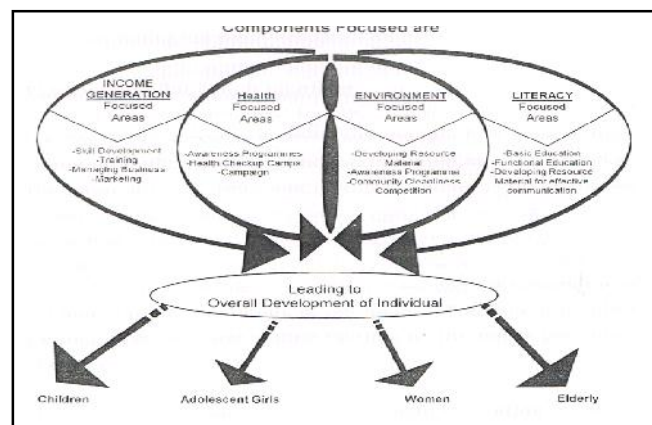 Components Focused are
INCOME
GENERATION
Focused
Areas
-Skill Development
-Training
-Managing Business
-Marketing
Health
Focused
Areas
-Awareness Programmes
-Health Checkup Camps
-Campaign
ENVIRONMENT
Focused
Areas
-Developing Resource
Material
-Awareness Programme
-Community Cleanliness
Competition
LITERACY
Focused
Areas
-Basic Education
-Functional Education
-Developing Resource
Material for effective
communication
Leading to
Overall Development of Individual
Children
Adolescent Girls
Women
Elderly